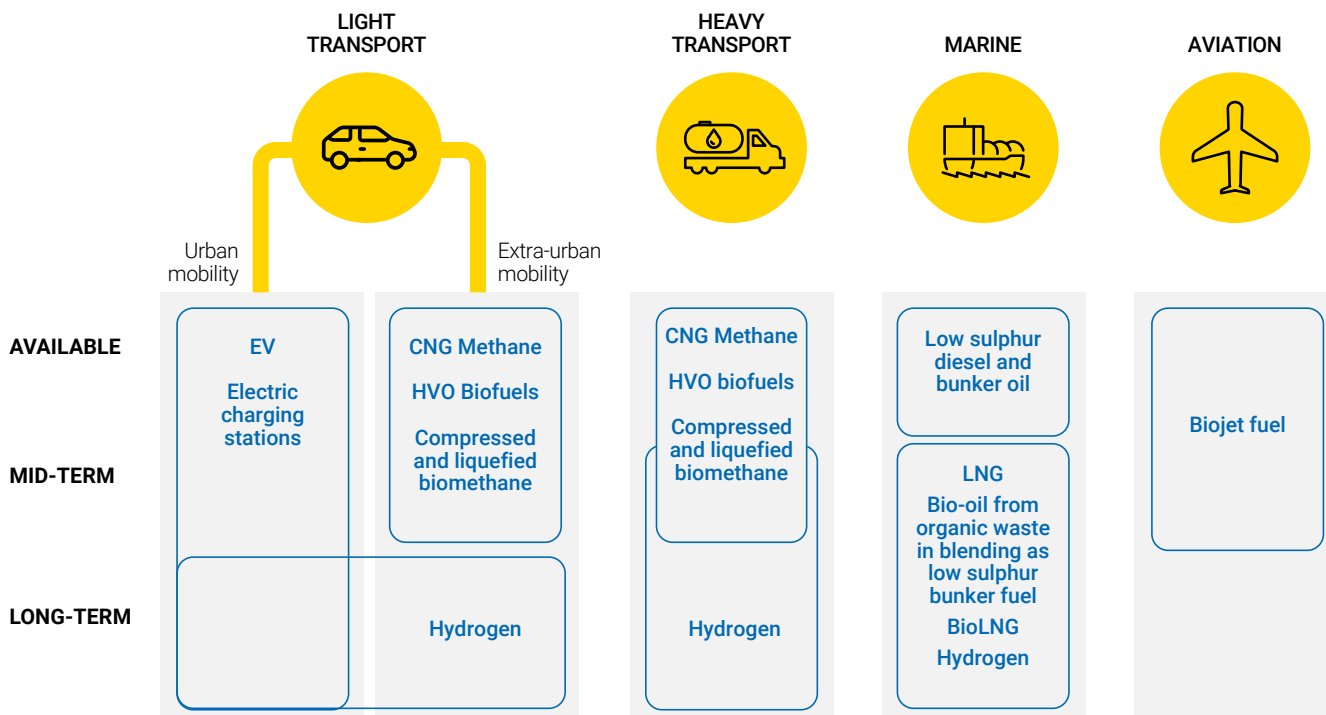 LIGHT
TRANSPORT
HEAVY
TRANSPORT
MARINE
AVIATION
Urban
mobility
Extra-urban
mobility
AVAILABLE
MID-TERM
LONG-TERM
EV
Electric
charging
stations
CNG Methane
HVO Biofuels
Compressed
and liquefied
biomethane
Hydrogen
CNG Methane
HVO biofuels
Compressed
and liquefied
biomethane
Hydrogen
Low sulphur
diesel and
bunker oil
LNG
Bio-oil from
organic waste
in blending as
low sulphur
bunker fuel
BioLNG
Hydrogen
Biojet fuel